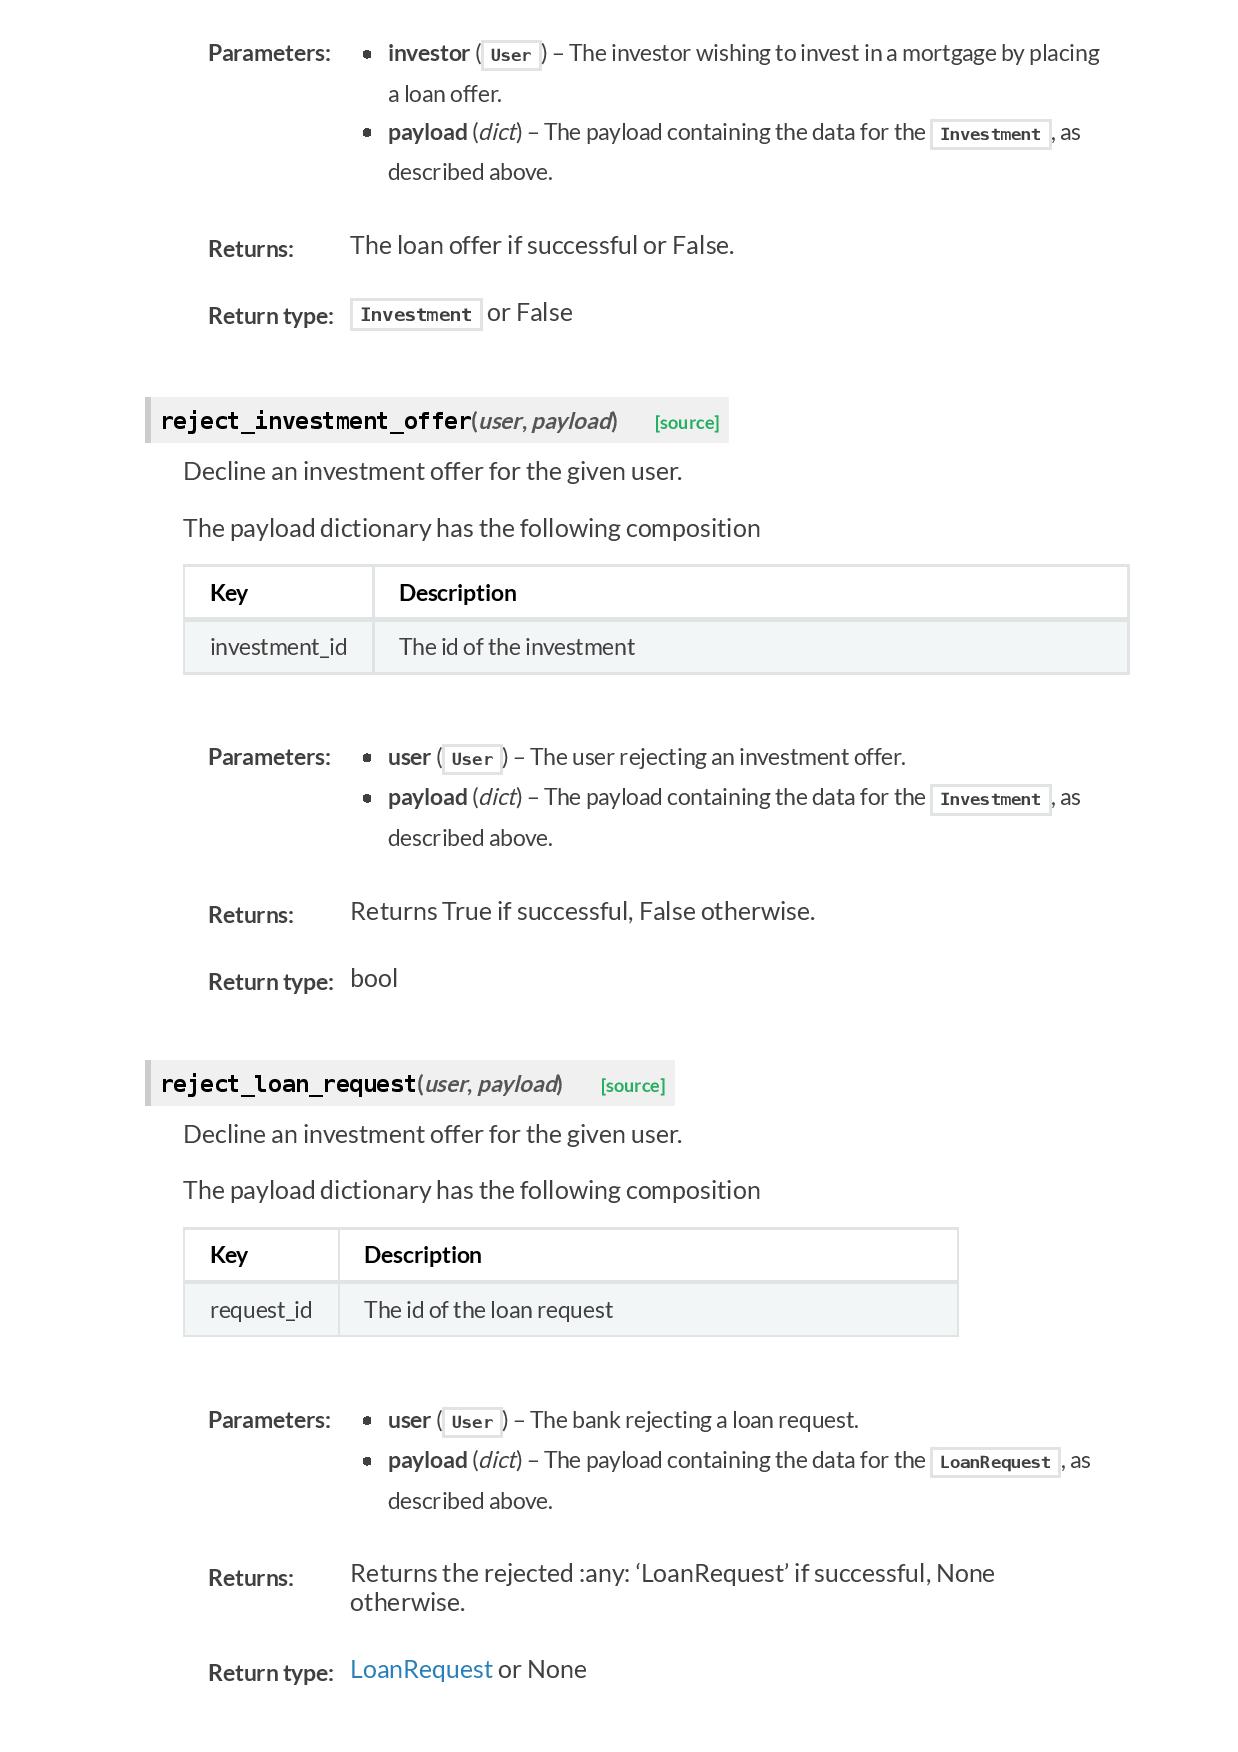 Parameters: • investor (User) – The investor wishing to invest in a mortgage by placing
a loan offer.
• payload (dict) – The payload containing the data for the Investment, as
described above.
Returns: The loan offer if successful or False.
Return type: Investment or False
reject_investment_offer(user, payload) [source]
Decline an investment offer for the given user.
The payload dictionary has the following composition
Key Description
investment_id The id of the investment
Parameters: • user (User) – The user rejecting an investment offer.
• payload (dict) – The payload containing the data for the Investment, as
described above.
Returns: Returns True if successful, False otherwise.
Return type: bool
reject_loan_request(user, payload) [source]
Decline an investment offer for the given user.
The payload dictionary has the following composition
Key Description
request_id The id of the loan request
Parameters: • user (User) – The bank rejecting a loan request.
• payload (dict) – The payload containing the data for the LoanRequest, as
described above.
Returns: Returns the rejected :any: ‘LoanRequest’ if successful, None
otherwise.
Return type: LoanRequest or None